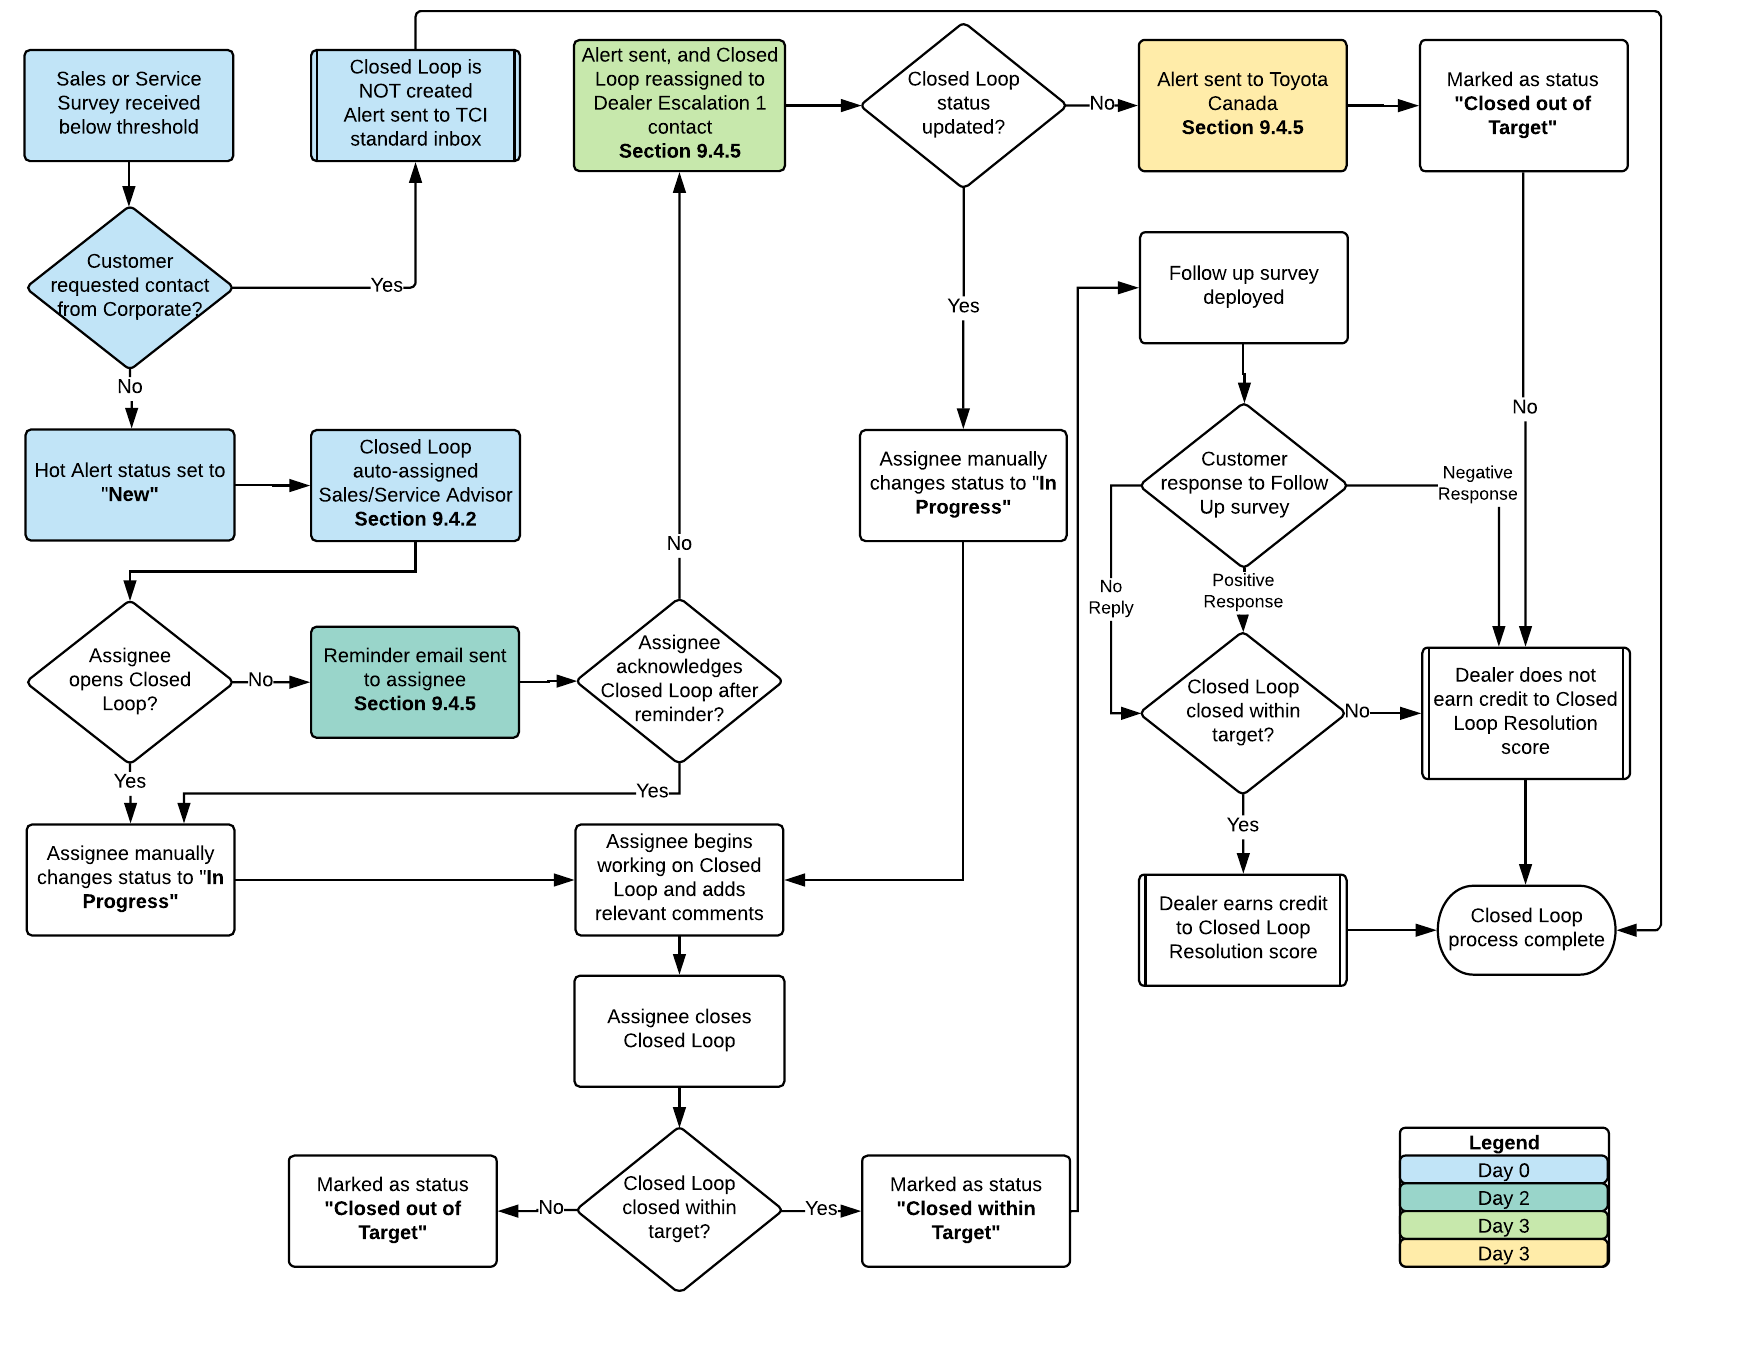 Sales or Service
Survey received
below threshold
Closed Loop is
NOT created
Alert sent to TCI
standard inbox
Alert sent, and Closed
Loop reassigned to
Dealer Escalation 1
contact
Section 9.4.5
Closed Loop
status
updated?
No
Alert sent to Toyota
Canada
Section 9.4.5
Marked as status
"Closed out of
Target"
Customer
requested contact
from Corporate?
Yes
Yes
Follow up survey
deployed
No
No
Hot Alert status set to
"New"
Closed Loop
auto-assigned
Sales/Service Advisor
Section 9.4.2
No
Assignee manually
changes status to "In
Progress"
Customer
response to Follow
Up survey
Negative
Response
No
Reply
Positive
Response
Assignee
opens Closed
Loop?
No
Reminder email sent
to assignee
Section 9.4.5
Assignee
acknowledges
Closed Loop after
reminder?
Closed Loop
closed within
target?
No
Dealer does not
earn credit to Closed
Loop Resolution
score
Yes
Yes
Yes
Assignee manually
changes status to "In
Progress"
Assignee begins
working on Closed
Loop and adds
relevant comments
Dealer earns credit
to Closed Loop
Resolution score
Closed Loop
process complete
Assignee closes
Closed Loop
Marked as status
"Closed out of
Target"
No
Closed Loop
closed within
target?
Yes
Marked as status
"Closed within
Target"
Legend
Day 0
Day 2
Day 3
Day 3